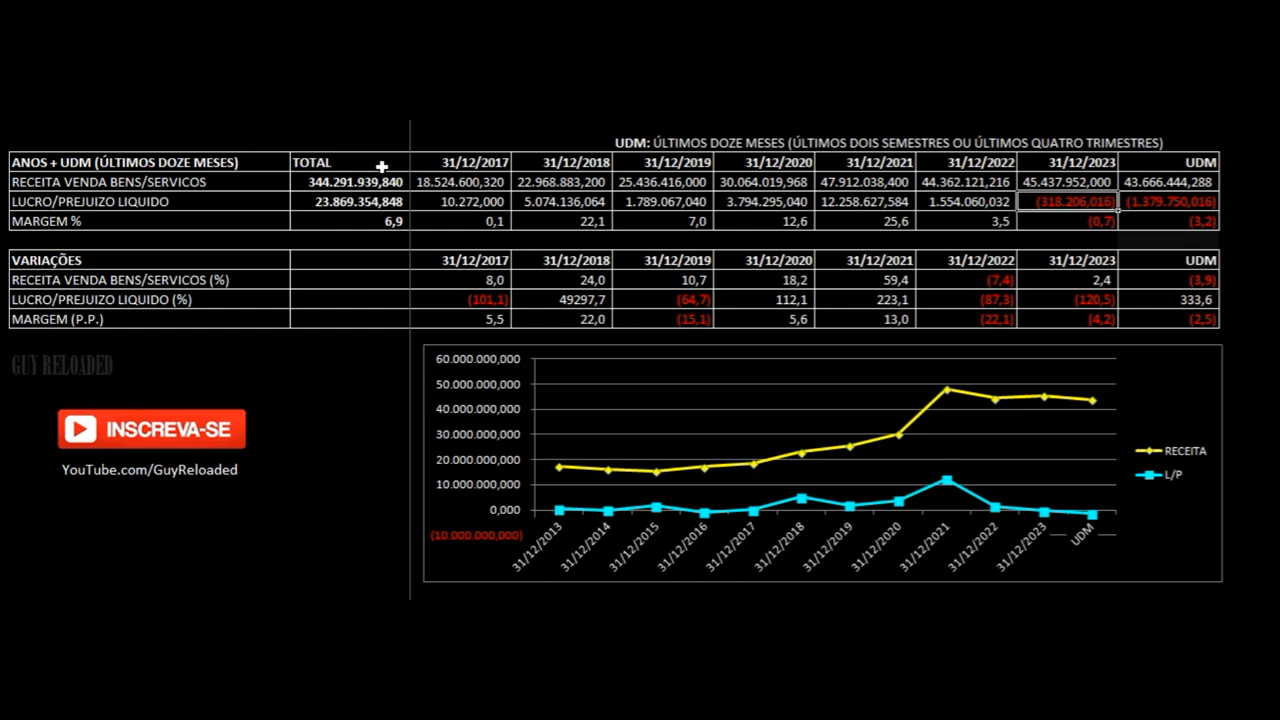 UDM: ÚLTIMOS DOZE MESES (ÚLTIMOS DOIS SEMESTRES OU ÚLTIMOS QUATRO TRIMESTRES)
ANOS + UDM (ÚLTIMOS DOZE MESES) TOTAL 31/12/2017 31/12/2018 31/12/2019 31/12/2020 31/12/2021 31/12/2022 31/12/2023 UDM
RECEITA VENDA BENS/SERVICOS 344.291.939,840 18.524.600,320 22.968.883,200 25.436.416,000 30.064.019,968 47.912.038,400 44.362.121,216 45.437.952,000 43.666.444,288
LUCRO/PREJUIZO LIQUIDO 23.869.354,848 10.272,000 5.074.136,064 1.789.067,040 3.794.295,040 12.258.627,584 1.554.060,032 (318.206,016) (1.379.750,016)
MARGEM % 6,9 0,1 22,1 7,0 12,6 25,6 3,5 (0,7) (3,2)
VARIAÇÕES 31/12/2017 31/12/2018 31/12/2019 31/12/2020 31/12/2021 31/12/2022 31/12/2023 UDM
RECEITA VENDA BENS/SERVICOS (%) 8,0 24,0 10,7 18,2 59,4 (7,4) 2,4 (3,9)
LUCRO/PREJUIZO LIQUIDO (%) (101,1) 49297,7 (64,7) 112,1 223,1 (87,3) (120,5) 333,6
MARGEM (P.P.) 5,5 22,0 (15,1) 5,6 13,0 (22,1) (4,2) (2,5)
GUY RELOADED
INSCREVA-SE
YouTube.com/GuyReloaded
60.000.000,000
50.000.000,000
40.000.000,000
30.000.000,000
20.000.000,000
10.000.000,000
0,000
(10.000.000,000)
31/12/2013 31/12/2014 31/12/2015 31/12/2016 31/12/2017 31/12/2018 31/12/2019 31/12/2020 31/12/2021 31/12/2022 31/12/2023 UDM
RECEITA
L/P